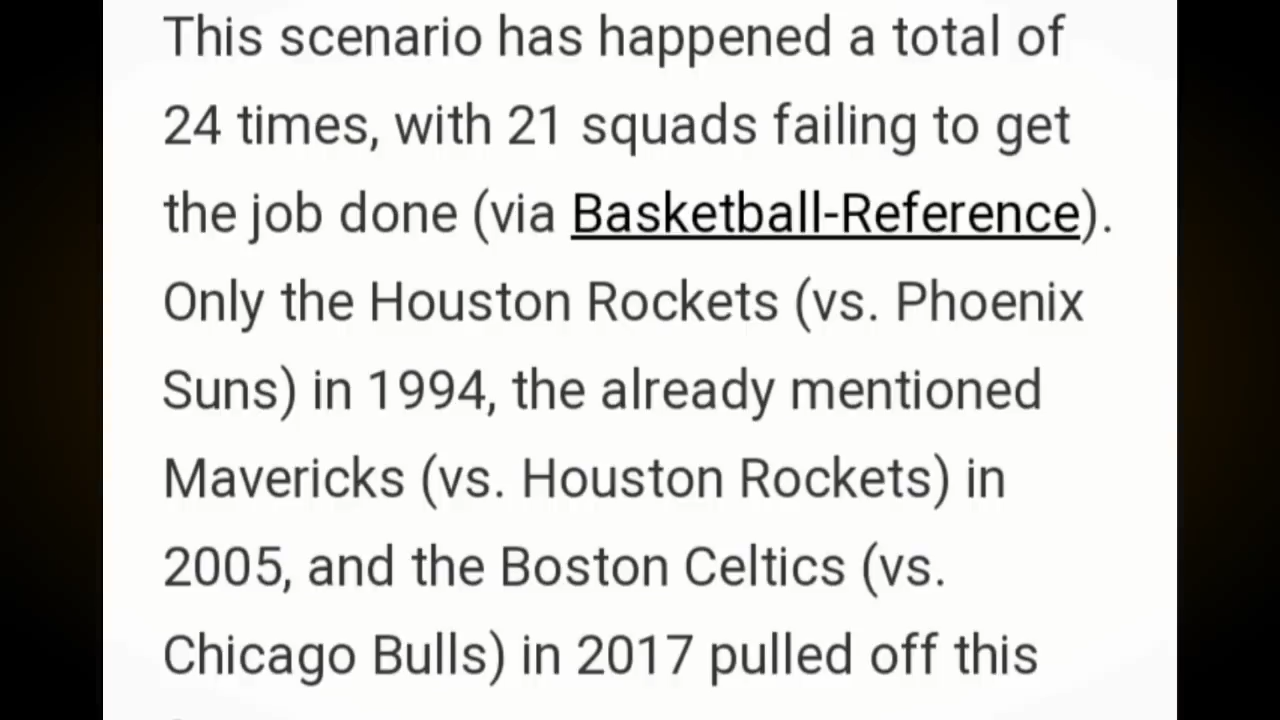 This scenario has happened a total of
24 times, with 21 squads failing to get
the job done (via Basketball-Reference).
Only the Houston Rockets (vs. Phoenix
Suns) in 1994, the already mentioned
Mavericks (vs. Houston Rockets) in
2005, and the Boston Celtics (vs.
Chicago Bulls) in 2017 pulled off this